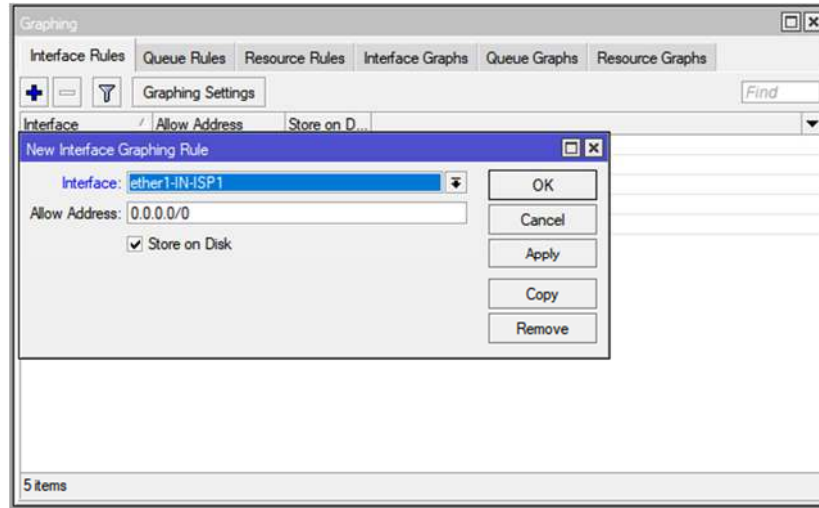 Graphing
Interface Rules Queue Rules Resource Rules Interface Graphs Queue Graphs Resource Graphs
Graphing Settings Find
Interface / Allow Address Store on D...
New Interface Graphing Rule
Interface: ether1-IN-ISP1 OK
Allow Address: 0.0.0.0/0 Cancel
Store on Disk Apply
Copy
Remove
5 items